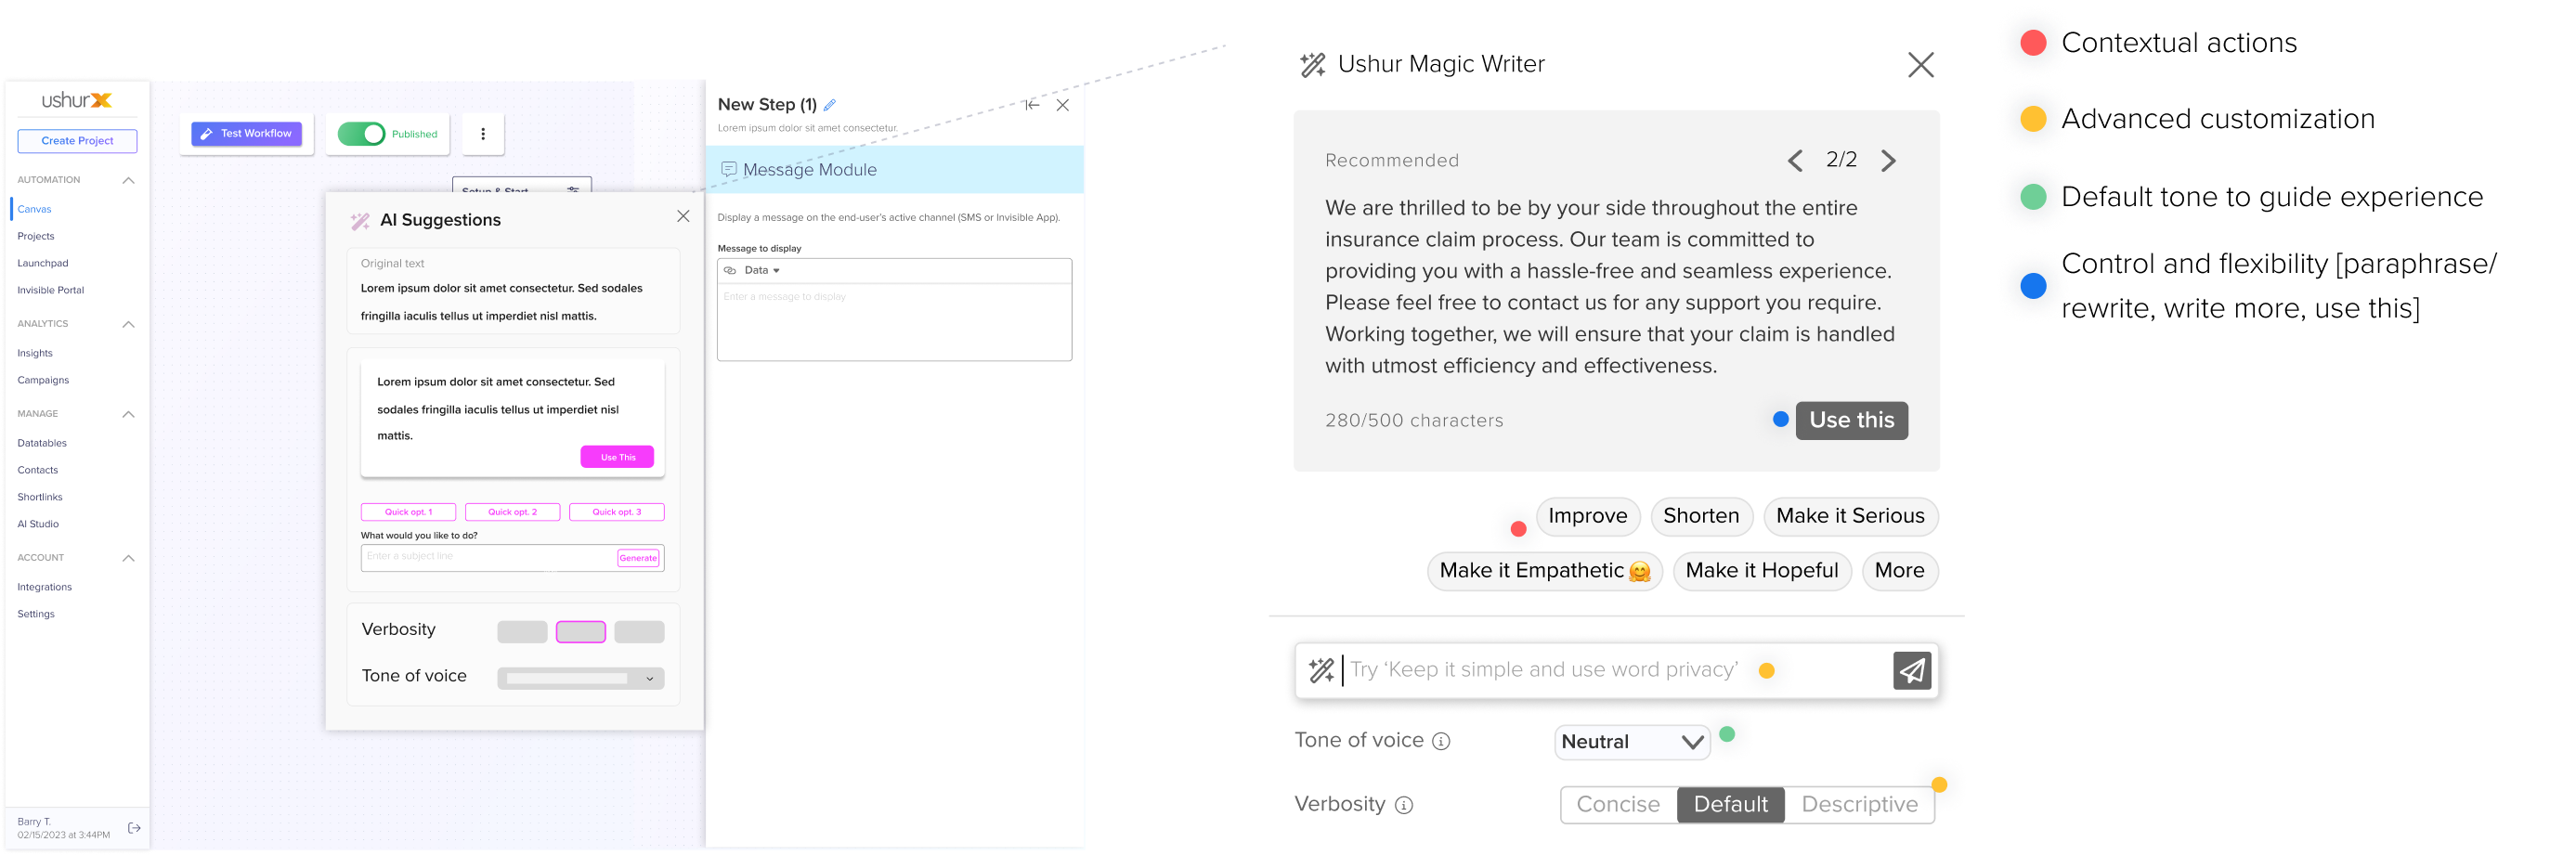 ushur
Create Project
AUTOMATION
Canvas
Projects
Launchpad
Invisible Portal
ANALYTICS
Insights
Campaigns
MANAGE
Datatables
Contacts
Shortlinks
AI Studio
ACCOUNT
Integrations
Settings
Barry T.
02/15/2023 at 3:44PM
Test Workflow
Published
Setup & Start
AI Suggestions
Original text
Lorem ipsum dolor sit amet consectetur. Sed sodales
fringilla iaculis tellus ut imperdiet nisl mattis.
Lorem ipsum dolor sit amet consectetur. Sed
sodales fringilla iaculis tellus ut imperdiet nisl
mattis.
Use This
Quick opt. 1
Quick opt. 2
Quick opt. 3
What would you like to do?
Enter a subject line
Generate
Verbosity
Tone of voice
New Step (1)
Lorem ipsum dolor sit amet consectetur.
Message Module
Display a message on the end-user's active channel (SMS or Invisible App).
Message to display
Data
Enter a message to display
Ushur Magic Writer
Recommended
2/2
We are thrilled to be by your side throughout the entire
insurance claim process. Our team is committed to
providing you with a hassle-free and seamless experience.
Please feel free to contact us for any support you require.
Working together, we will ensure that your claim is handled
with utmost efficiency and effectiveness.
280/500 characters
Use this
Improve
Shorten
Make it Serious
Make it Empathetic 🤗
Make it Hopeful
More
Try ‘Keep it simple and use word privacy’
Tone of voice
Neutral
Verbosity
Concise
Default
Descriptive
Contextual actions
Advanced customization
Default tone to guide experience
Control and flexibility [paraphrase/
rewrite, write more, use this]